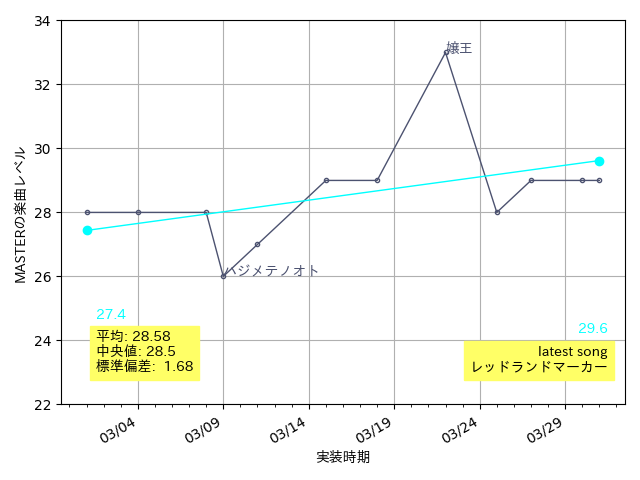 34
32
30
28
26
24
22
MASTERの楽曲レベル
嬢王
ハジメテノオト
27.4
平均: 28.58
中央値: 28.5
標準偏差: 1.68
29.6
latest song
レッドランドマーカー
03/04
03/09
03/14
03/19
03/24
03/29
実装時期